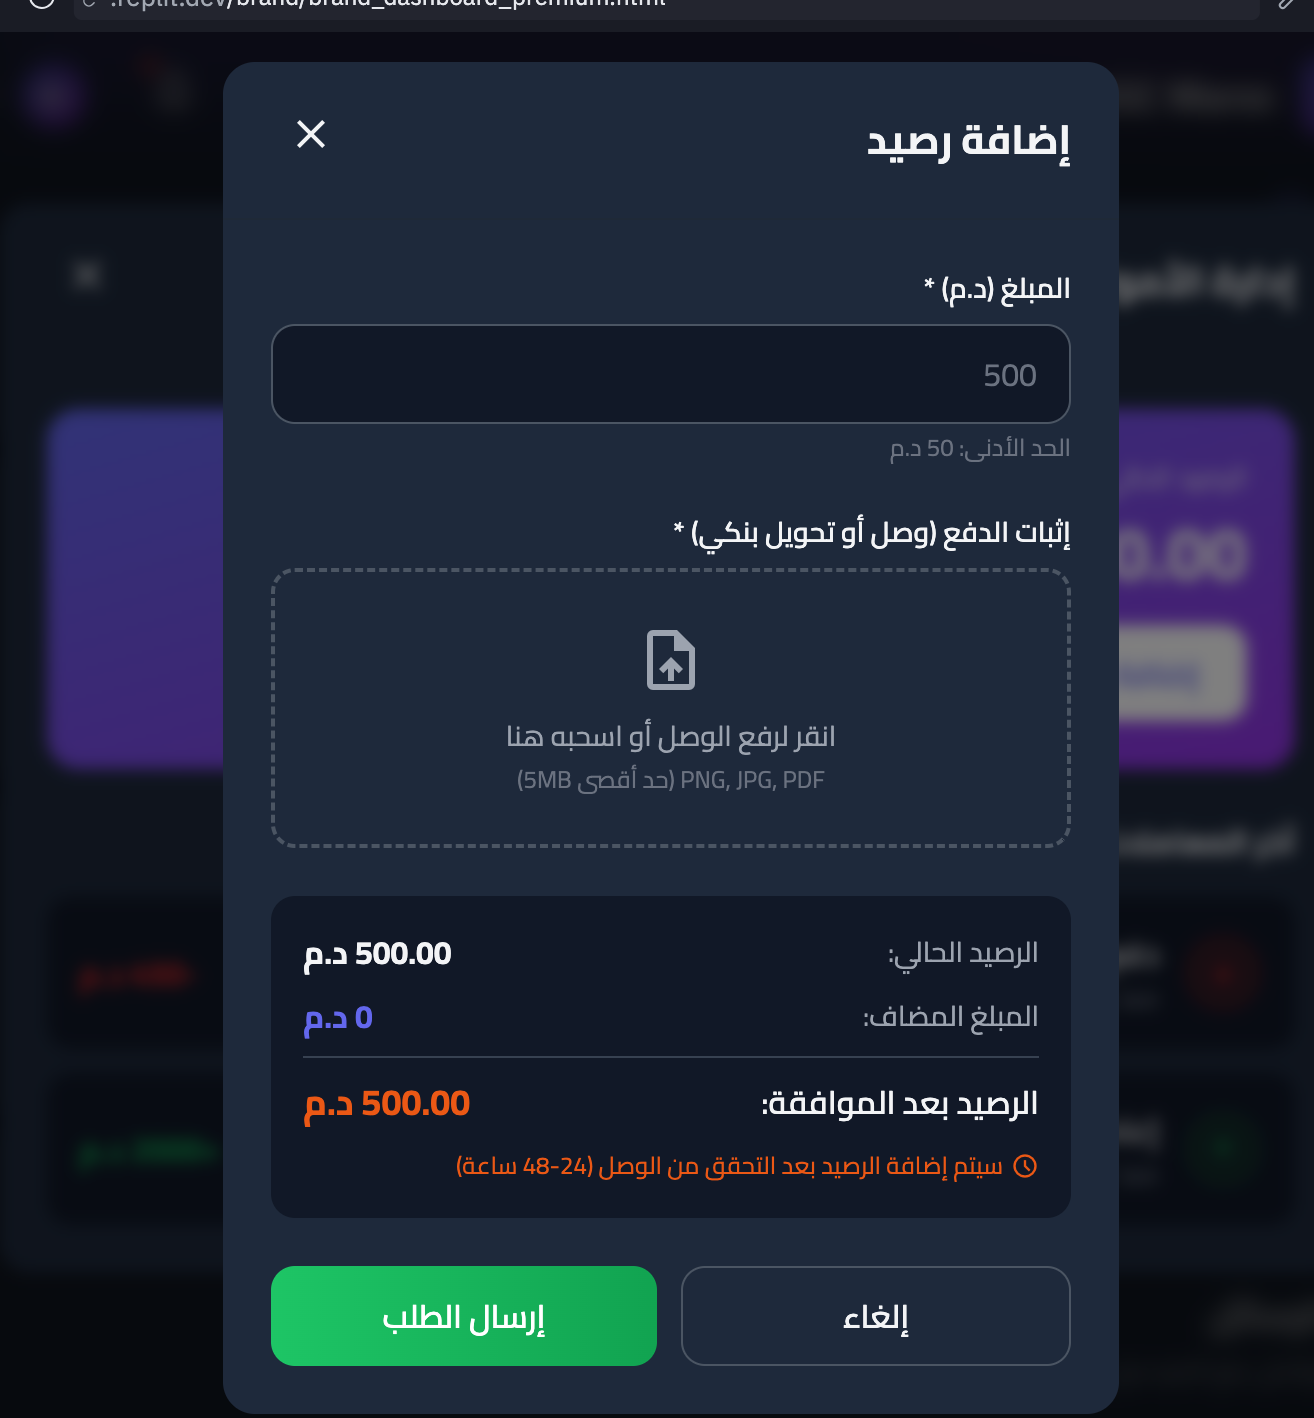 .replit.dev/brand/brand_dashboard_premium.html
إضافة رصيد
المبلغ (د.م) *
500
الحد الأدنى: 50 د.م
إثبات الدفع (وصل أو تحويل بنكي) *
انقر لرفع الوصل أو اسحبه هنا
PNG, JPG, PDF (حد أقصى 5MB)
الرصيد الحالي: 500.00 د.م
المبلغ المضاف: 0 د.م
الرصيد بعد الموافقة: 500.00 د.م
سيتم إضافة الرصيد بعد التحقق من الوصل (24-48 ساعة)
إلغاء
إرسال الطلب